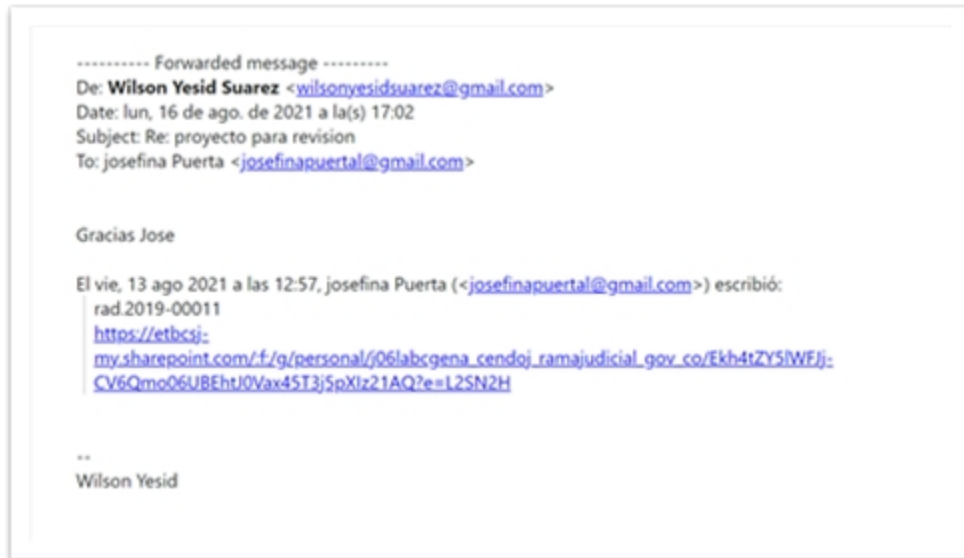 ---------- Forwarded message ---------
De: Wilson Yesid Suarez <wilsonyesidsuarez@gmail.com>
Date: lun, 16 de ago. de 2021 a la(s) 17:02
Subject: Re: proyecto para revision
To: josefina Puerta <josefinapuertal@gmail.com>
Gracias Jose
El vie, 13 ago 2021 a las 12:57, josefina Puerta (<josefinapuertal@gmail.com>) escribió:
rad.2019-00011
https://etbcsj-
my.sharepoint.com/:f:/g/personal/j06labcgena_cendoj_ramajudicial_gov_co/Ekh4tZY5lWFJj-
CV6Qmo06UBEhtJ0Vax45T3j5pXIz21AQ?e=L2SN2H
--
Wilson Yesid